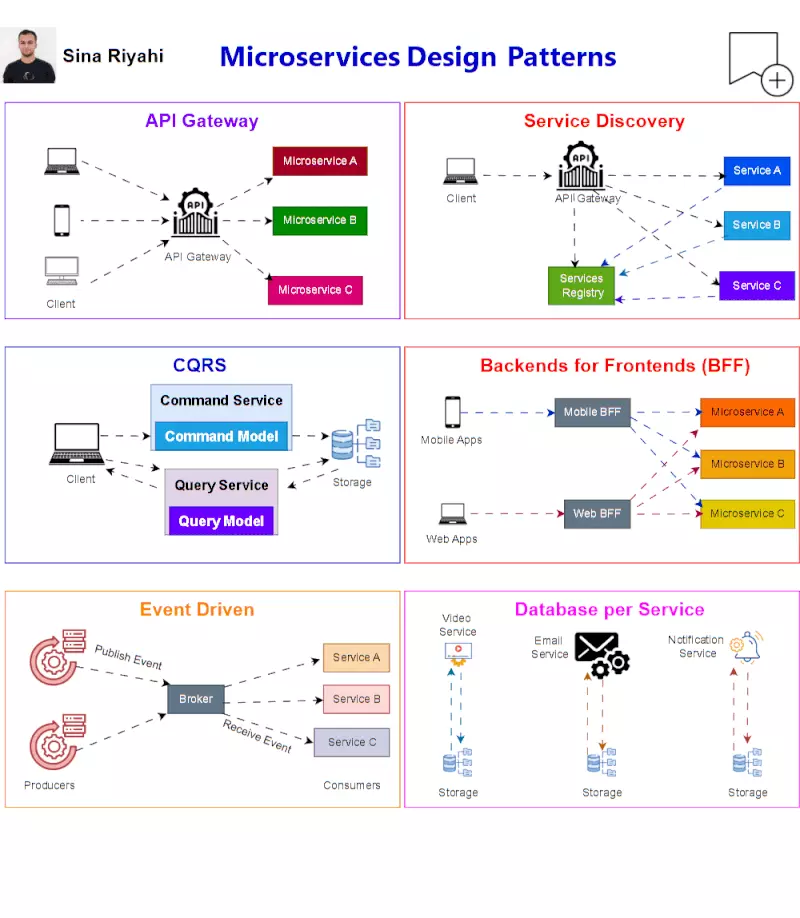 Sina Riyahi
Microservices Design Patterns
API Gateway
API
API Gateway
Client
Microservice A
Microservice B
Microservice C
Service Discovery
Client
API
API Gateway
Services
Registry
Service A
Service B
Service C
CQRS
Client
Command Service
Command Model
Query Service
Query Model
Storage
Backends for Frontends (BFF)
Mobile Apps
Mobile BFF
Web Apps
Web BFF
Microservice A
Microservice B
Microservice C
Event Driven
Publish Event
Broker
Receive Event
Service A
Service B
Service C
Producers
Consumers
Database per Service
Video
Service
Storage
Email
Service
Storage
Notification
Service
Storage